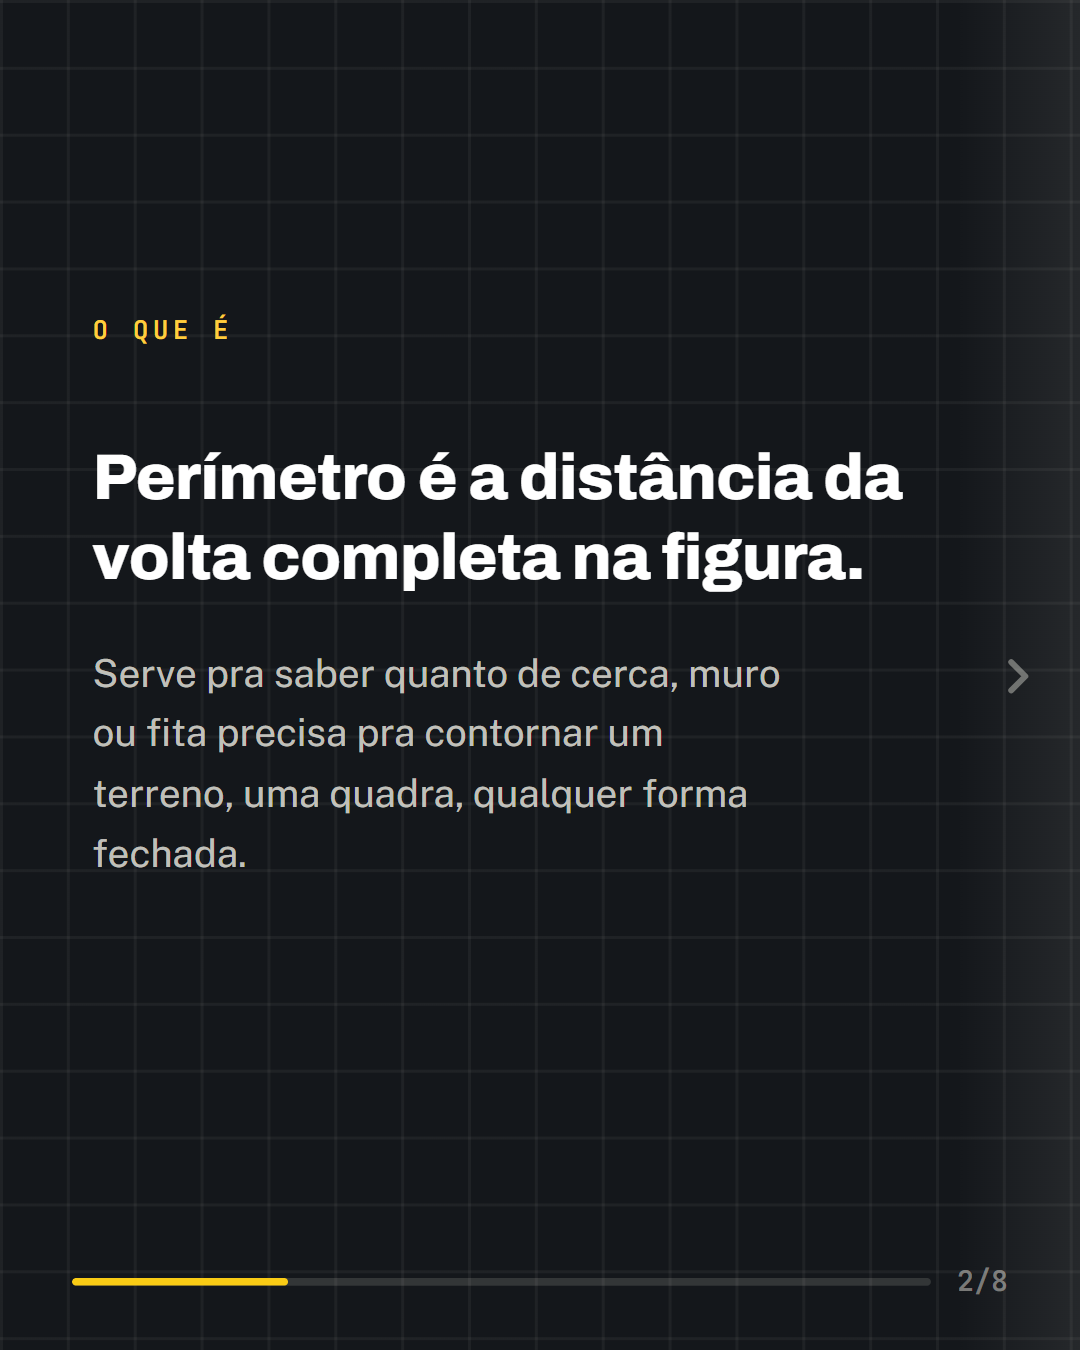 O QUE É
Perímetro é a distância da
volta completa na figura.
Serve pra saber quanto de cerca, muro
ou fita precisa pra contornar um
terreno, uma quadra, qualquer forma
fechada.
2/8